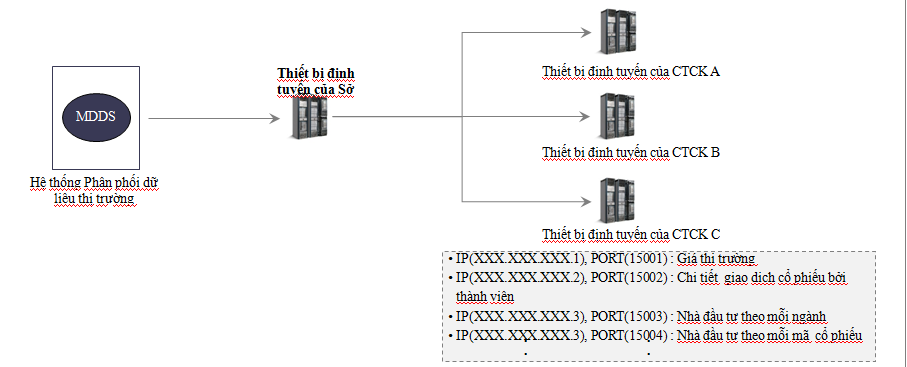 Thiết bị định
tuyến của Sở
MDDS
Hệ thống Phân phối dữ
liệu thị trường
Thiết bị định tuyến của CTCK A
Thiết bị định tuyến của CTCK B
Thiết bị định tuyến của CTCK C
• IP(XXX.XXX.XXX.1), PORT(15001) : Giá thị trường
• IP(XXX.XXX.XXX.2), PORT(15002) : Chi tiết giao dịch cổ phiếu bởi
thành viên
• IP(XXX.XXX.XXX.3), PORT(15003) : Nhà đầu tư theo mỗi ngành
• IP(XXX.XXX.XXX.3), PORT(15004) : Nhà đầu tư theo mỗi mã cổ phiếu